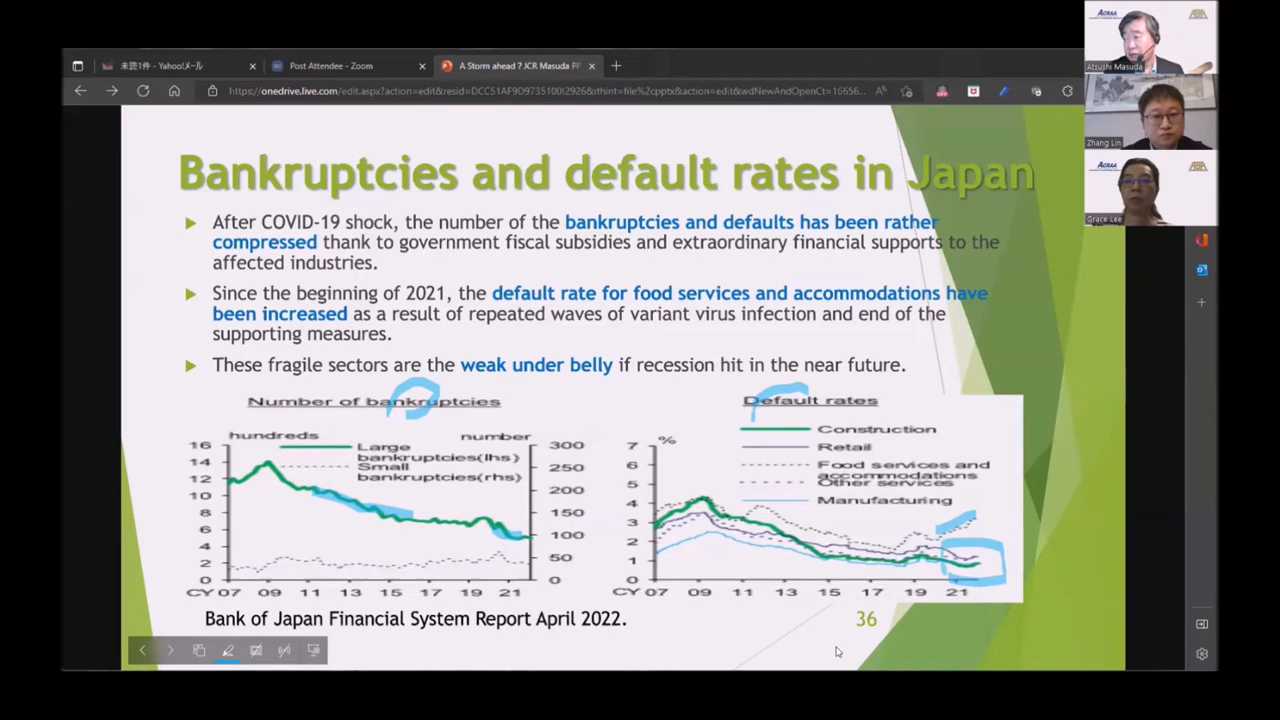 未読1件 - Yahoo!メール
Post Attendee - Zoom
A Storm ahead ? JCR Masuda PF
https://onedrive.live.com/edit.aspx?action=edit&resid=DCC51AF9D9735100!2926&ithint=file%2cpptx&action=edit&wdNewAndOpenCt=16656...
ACRAA
Atsushi Masuda
Zhang Lin
ACRAA
Grace Lee
Bankruptcies and default rates in Japan
After COVID-19 shock, the number of the bankruptcies and defaults has been rather
compressed thank to government fiscal subsidies and extraordinary financial supports to the
affected industries.
Since the beginning of 2021, the default rate for food services and accommodations have
been increased as a result of repeated waves of variant virus infection and end of the
supporting measures.
These fragile sectors are the weak under belly if recession hit in the near future.
Number of bankruptcies
hundreds
number
Large
bankruptcies(lhs)
Small
bankruptcies(rhs)
16
14
12
10
8
6
4
2
0
300
250
200
150
100
50
0
CY 07 09 11 13 15 17 19 21
Default rates
%
Construction
Retail
Food services and
accommodations
Other services
Manufacturing
7
6
5
4
3
2
1
0
CY 07 09 11 13 15 17 19 21
Bank of Japan Financial System Report April 2022.
36